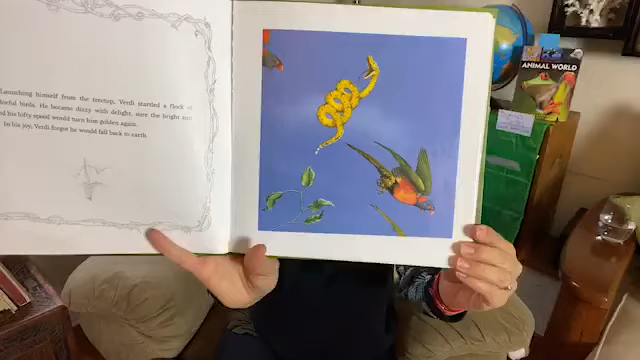 Launching himself from the treetop, Verdi startled a flock of
colorful birds. He became dizzy with delight, sure the bright sun
and his lofty speed would turn him golden again.
In his joy, Verdi forgot he would fall back to earth.
ANIMAL WORLD